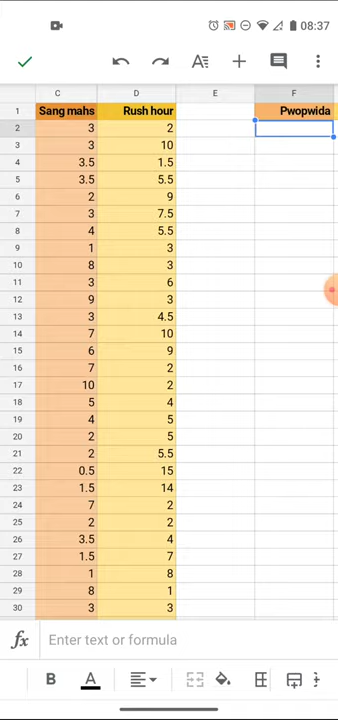 08:37
C D E F
1 Sang mahs Rush hour Pwopwida
2 3 2
3 3 10
4 3.5 1.5
5 3.5 5.5
6 2 9
7 3 7.5
8 4 5.5
9 1 3
10 8 3
11 3 6
12 9 3
13 3 4.5
14 7 10
15 6 9
16 7 2
17 10 2
18 5 4
19 4 5
20 2 5
21 2 5.5
22 0.5 15
23 1.5 14
24 7 2
25 2 2
26 3.5 4
27 1.5 7
28 1 8
29 8 1
30 3 3
fx Enter text or formula
B A